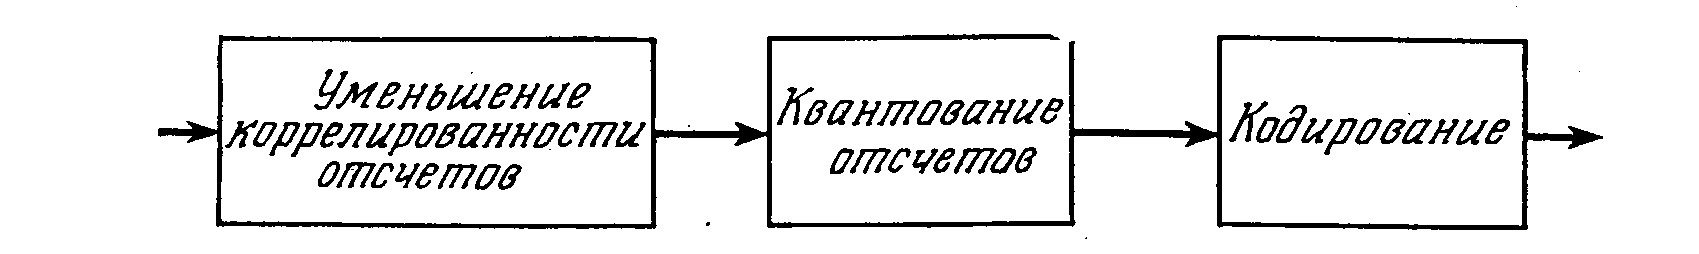 Уменьшение
коррелированности
отсчетов
Квантование
отсчетов
Кодирование